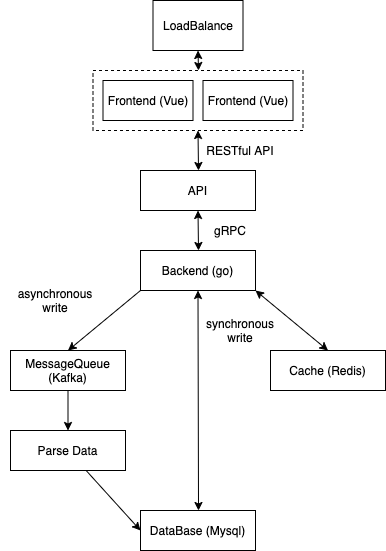 LoadBalance
Frontend (Vue)
Frontend (Vue)
RESTful API
API
gRPC
Backend (go)
asynchronous
write
synchronous
write
MessageQueue
(Kafka)
Cache (Redis)
Parse Data
DataBase (Mysql)